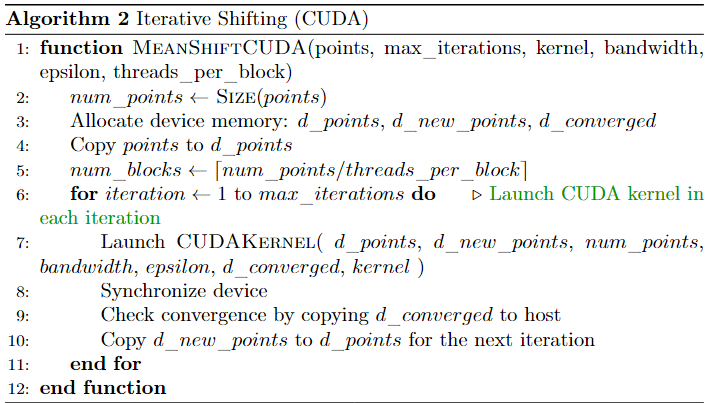 Algorithm 2 Iterative Shifting (CUDA)
1: function MEANSHIFTCUDA(points, max_iterations, kernel, bandwidth,
epsilon, threads_per_block)
2: num_points ← SIZE(points)
3: Allocate device memory: d_points, d_new_points, d_converged
4: Copy points to d_points
5: num_blocks ← ⌈num_points/threads_per_block⌉
6: for iteration ← 1 to max_iterations do ▷ Launch CUDA kernel in
each iteration
7: Launch CUDAKERNEL( d_points, d_new_points, num_points,
bandwidth, epsilon, d_converged, kernel )
8: Synchronize device
9: Check convergence by copying d_converged to host
10: Copy d_new_points to d_points for the next iteration
11: end for
12: end function